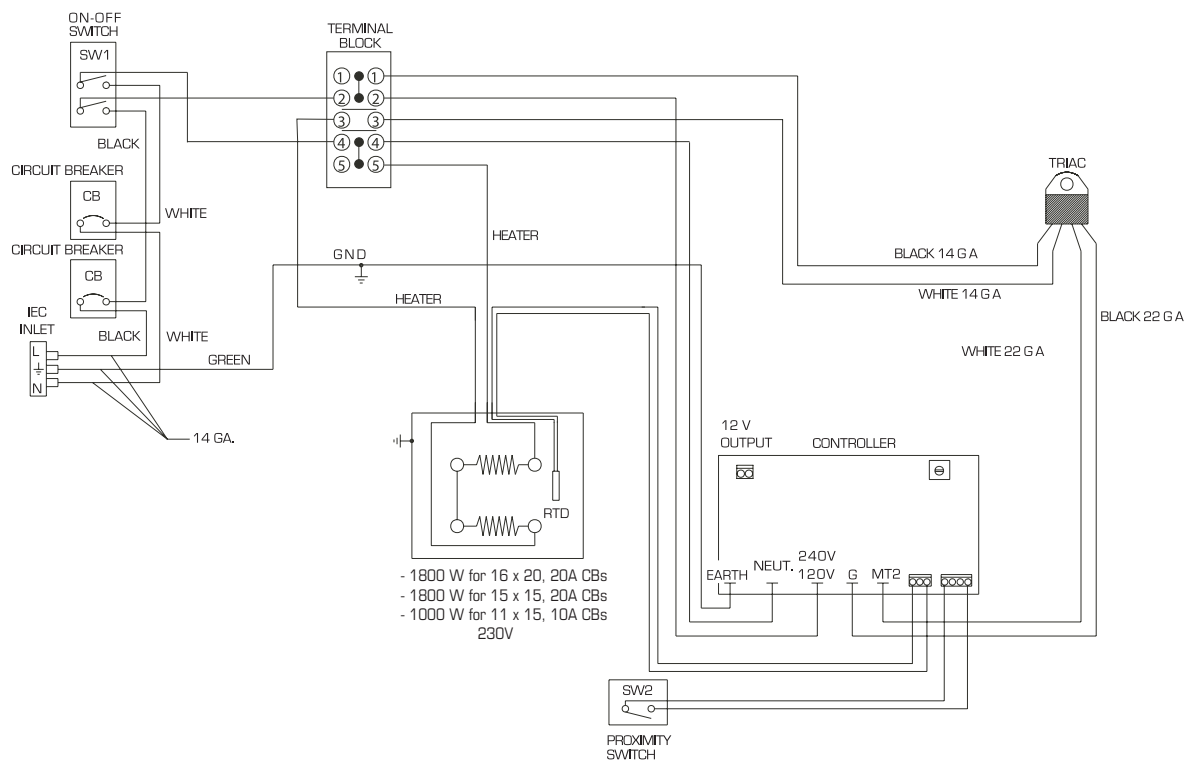 ON-OFF
SWITCH
SW1
TERMINAL
BLOCK
1 1
2 2
3 3
4 4
5 5
BLACK
CIRCUIT BREAKER
CB
WHITE
CIRCUIT BREAKER
CB
IEC
INLET
L
N
BLACK
WHITE
GREEN
14 GA.
GND
HEATER
HEATER
TRIAC
BLACK 14 G A
WHITE 14 G A
BLACK 22 G A
WHITE 22 G A
RTD
- 1800 W for 16 x 20, 20A CBs
- 1800 W for 15 x 15, 20A CBs
- 1000 W for 11 x 15, 10A CBs
230V
12 V
OUTPUT
CONTROLLER
EARTH
NEUT.
240V
120V
G
MT2
SW2
PROXIMITY
SWITCH